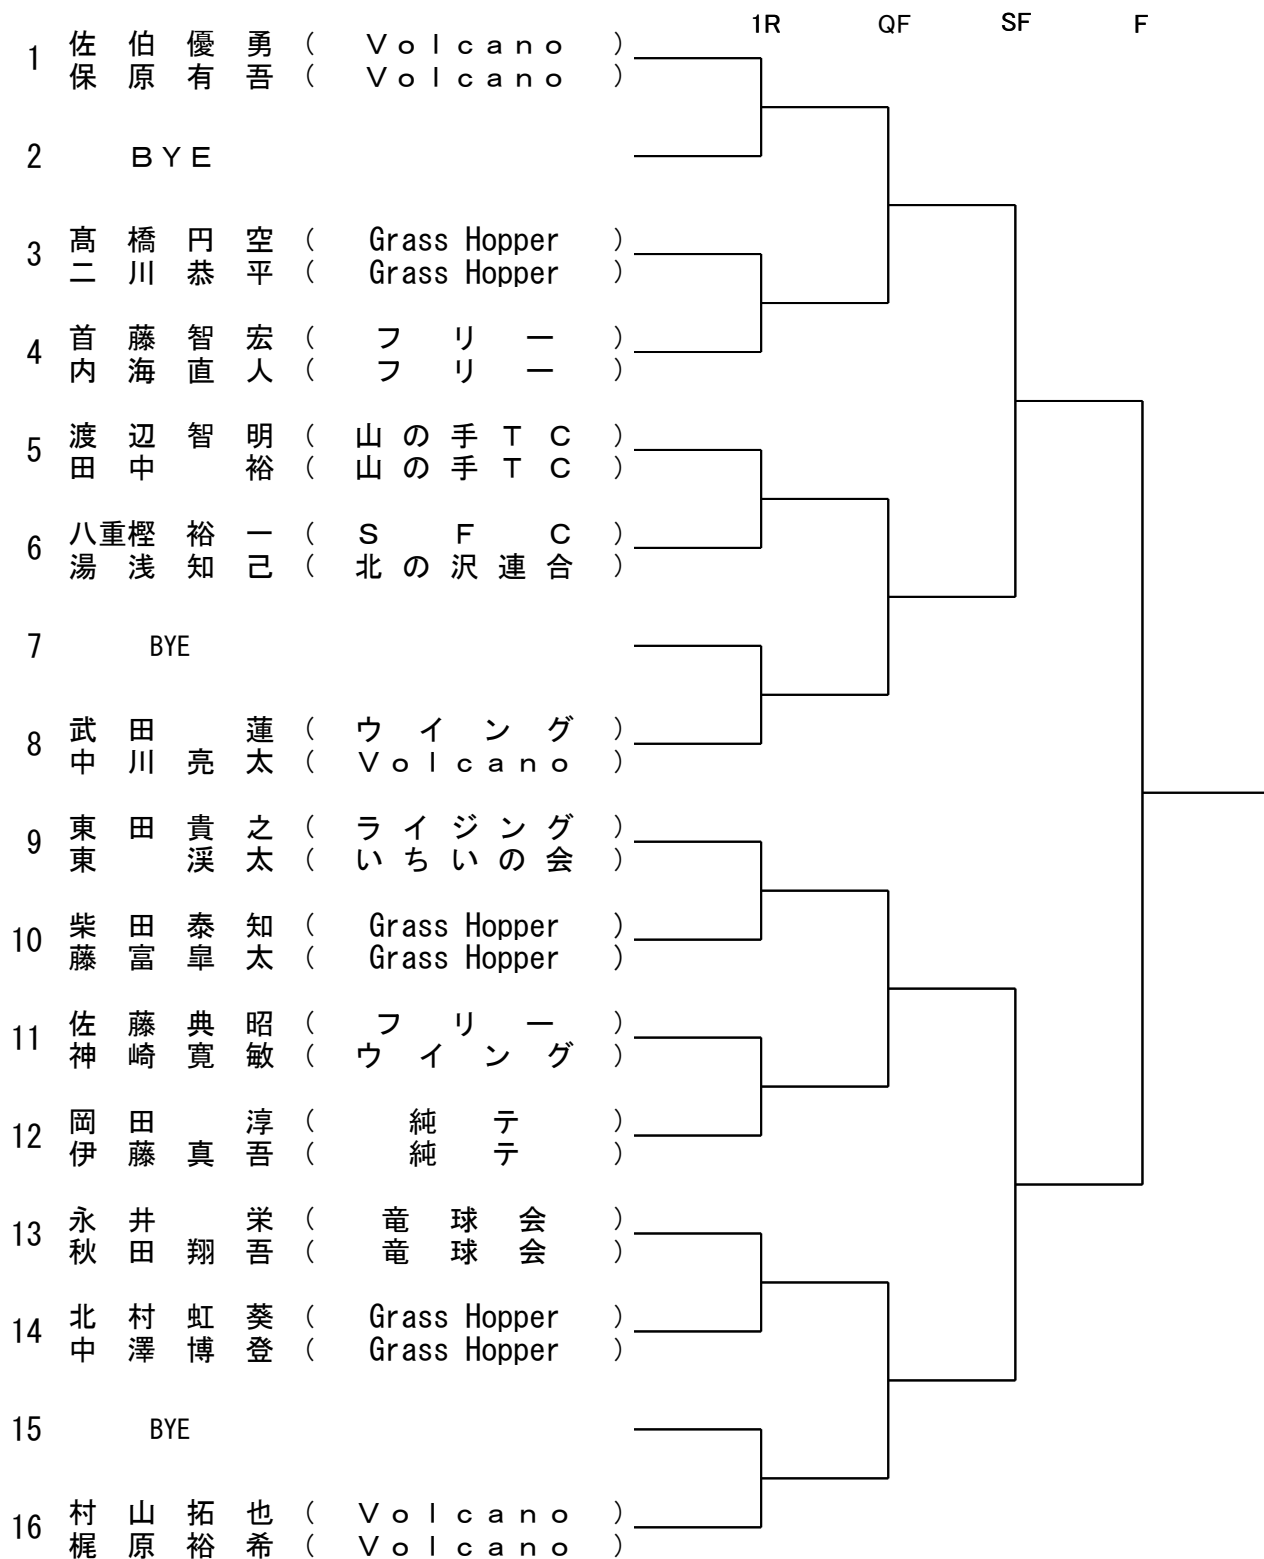 1R QF SF F
1 佐伯優勇 ( Volcano )
保原有吾 ( Volcano )
2 BYE
3 髙橋円空 ( Grass Hopper )
二川恭平 ( Grass Hopper )
4 首藤智宏 ( フリー )
内海直人 ( フリー )
5 渡辺智明 ( 山の手TC )
田中裕 ( 山の手TC )
6 八重樫裕一 ( SFC )
湯浅知己 ( 北の沢連合 )
7 BYE
8 武田蓮 ( ウイング )
中川亮太 ( Volcano )
9 東田貴之 ( ライジング )
東渓太 ( いちいの会 )
10 柴田泰知 ( Grass Hopper )
藤富皐太 ( Grass Hopper )
11 佐藤典昭 ( フリー )
神崎寛敏 ( ウイング )
12 岡田淳 ( 純テ )
伊藤真吾 ( 純テ )
13 永井栄 ( 竜球会 )
秋田翔吾 ( 竜球会 )
14 北村虹葵 ( Grass Hopper )
中澤博登 ( Grass Hopper )
15 BYE
16 村山拓也 ( Volcano )
梶原裕希 ( Volcano )